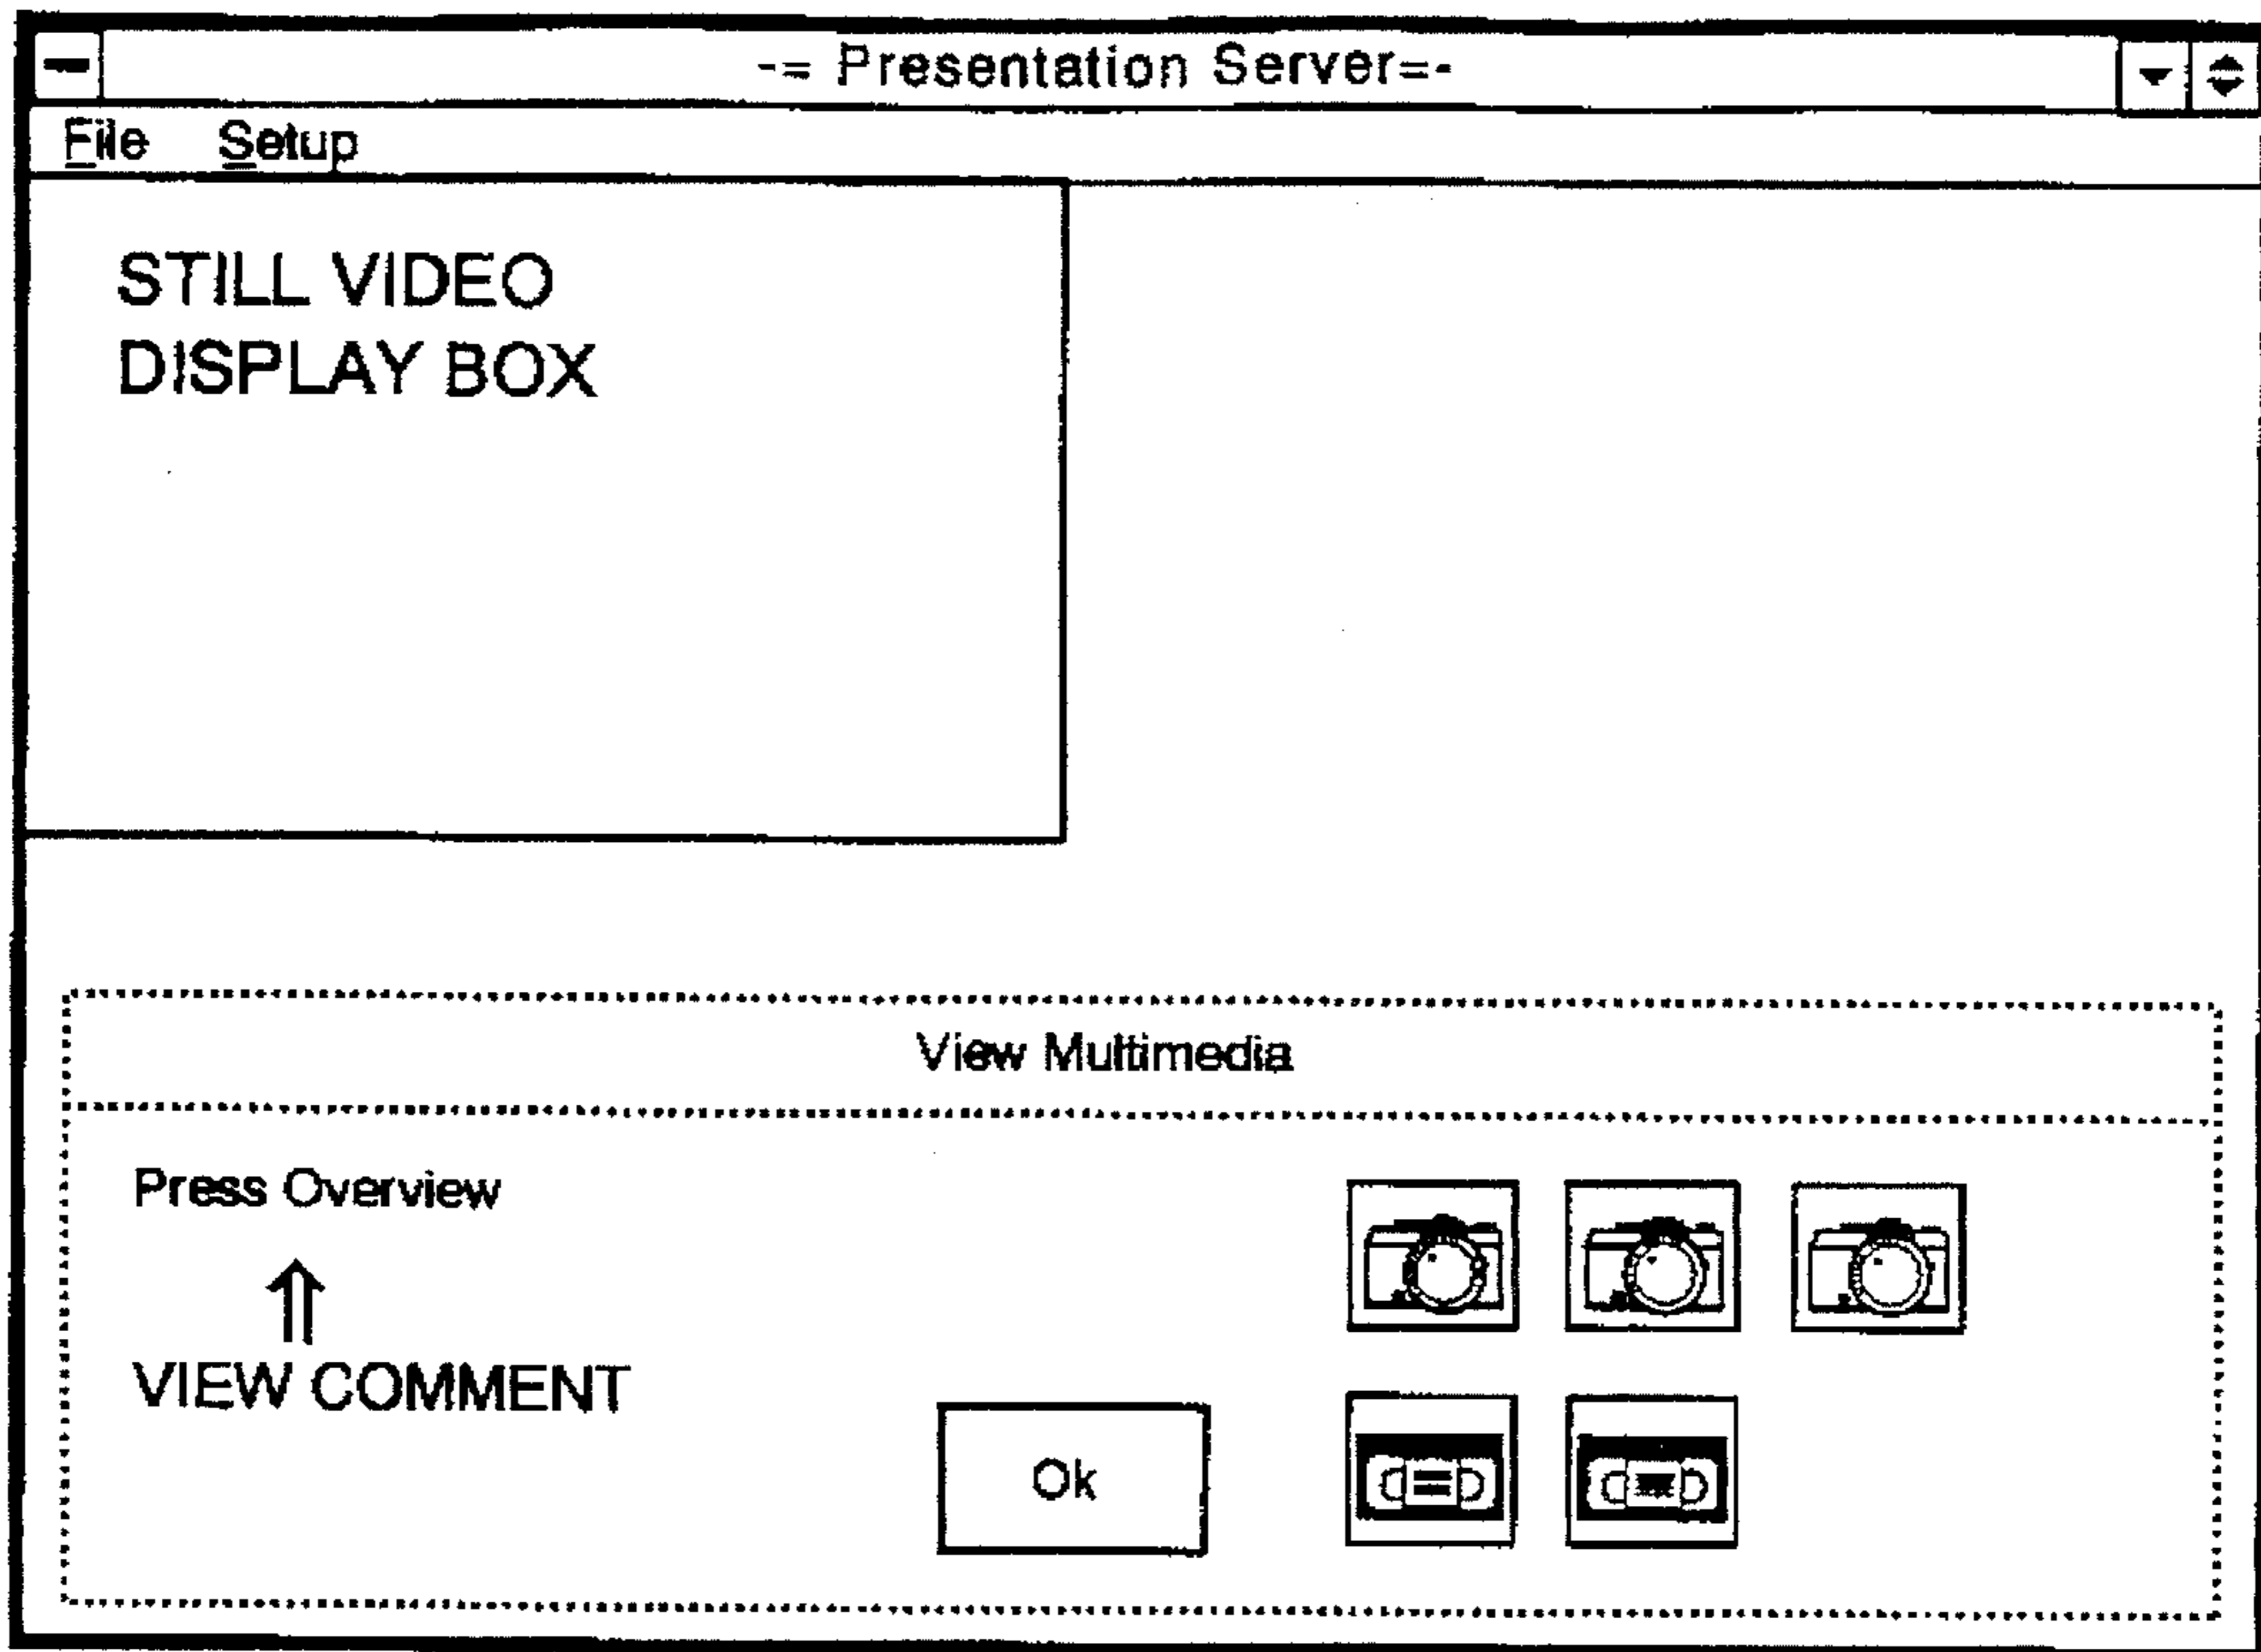 -= Presentation Server=-
File Setup
STILL VIDEO
DISPLAY BOX
View Multimedia
Press Overview
VIEW COMMENT
Ok